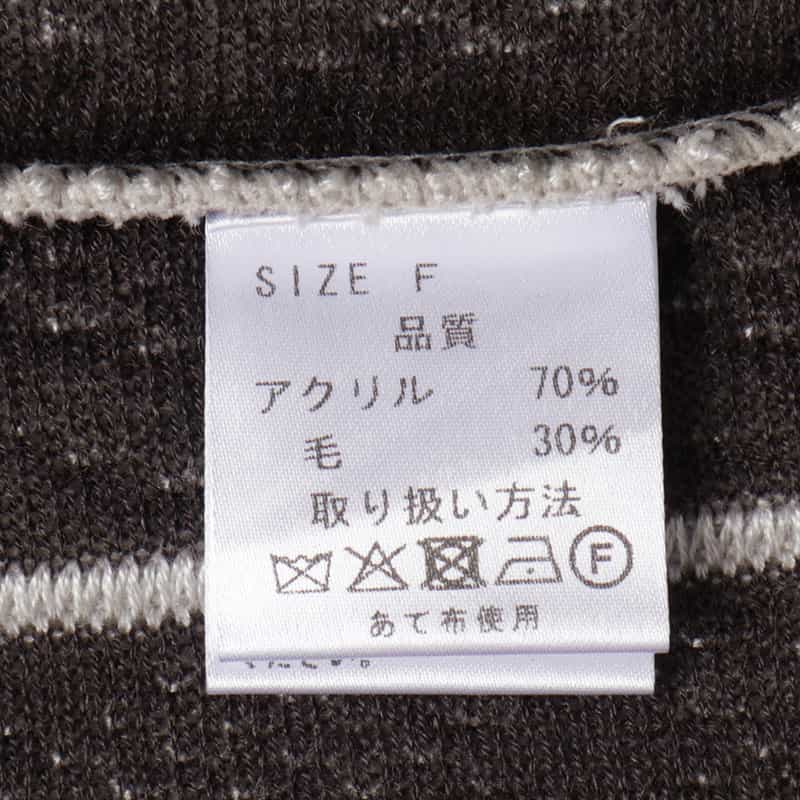 SIZE F
品質
アクリル 70%
毛 30%
取り扱い方法
F
あて布使用